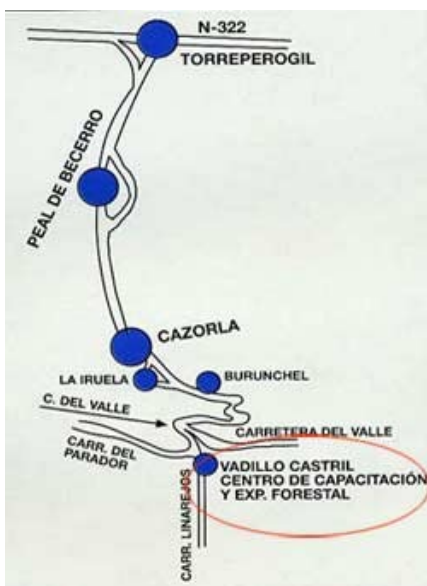 N-322
TORREPEROGIL
PEAL DE BECERRO
CAZORLA
LA IRUELA
BURUNCHEL
C. DEL VALLE
CARRETERA DEL VALLE
CARR. DEL
PARADOR
VADILLO CASTRIL
CENTRO DE CAPACITACIÓN
Y EXP. FORESTAL
CARR. LINAREJOS